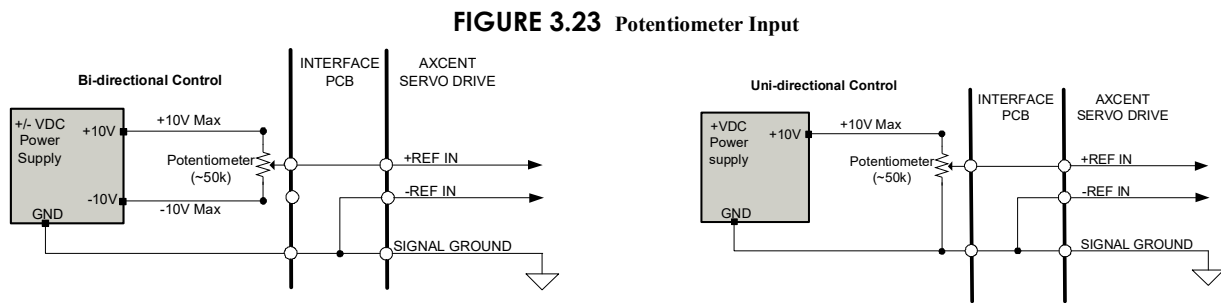 FIGURE 3.23 Potentiometer Input
Bi-directional Control
INTERFACE
PCB
AXCENT
SERVO DRIVE
+/- VDC
Power
Supply
+10V
-10V
GND
+10V Max
Potentiometer
(~50k)
-10V Max
+REF IN
-REF IN
SIGNAL GROUND
Uni-directional Control
INTERFACE
PCB
AXCENT
SERVO DRIVE
+VDC
Power
supply
+10V
GND
+10V Max
Potentiometer
(~50k)
+REF IN
-REF IN
SIGNAL GROUND